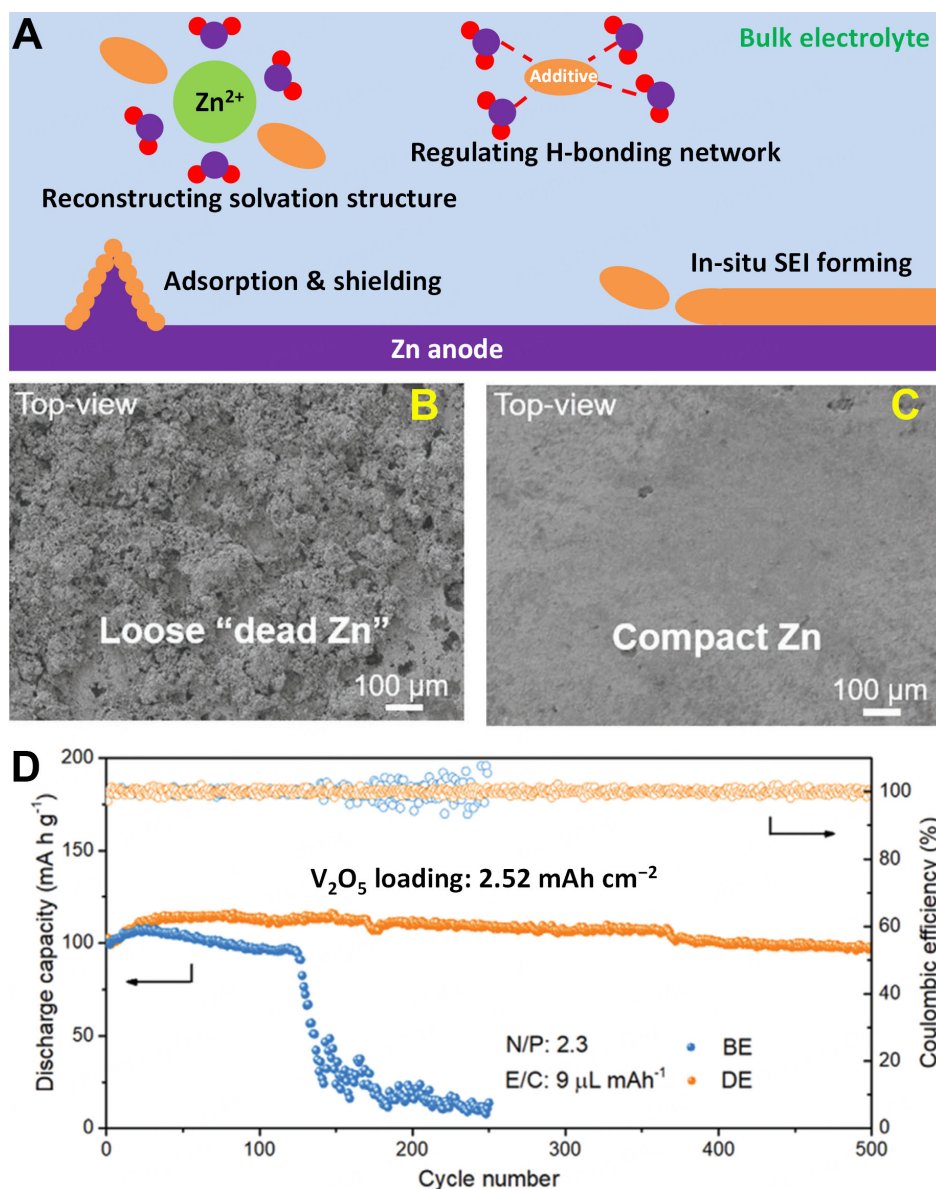 A
Bulk electrolyte
Zn²⁺
Additive
Regulating H-bonding network
Reconstructing solvation structure
Adsorption & shielding
In-situ SEI forming
Zn anode
Top-view
B
Loose “dead Zn”
100 μm
Top-view
C
Compact Zn
100 μm
D
Discharge capacity (mA h g⁻¹)
200
150
100
50
0
V₂O₅ loading: 2.52 mAh cm⁻²
N/P: 2.3
E/C: 9 μL mAh⁻¹
BE
DE
100
80
60
40
20
0
Coulombic efficiency (%)
0
100
200
300
400
500
Cycle number